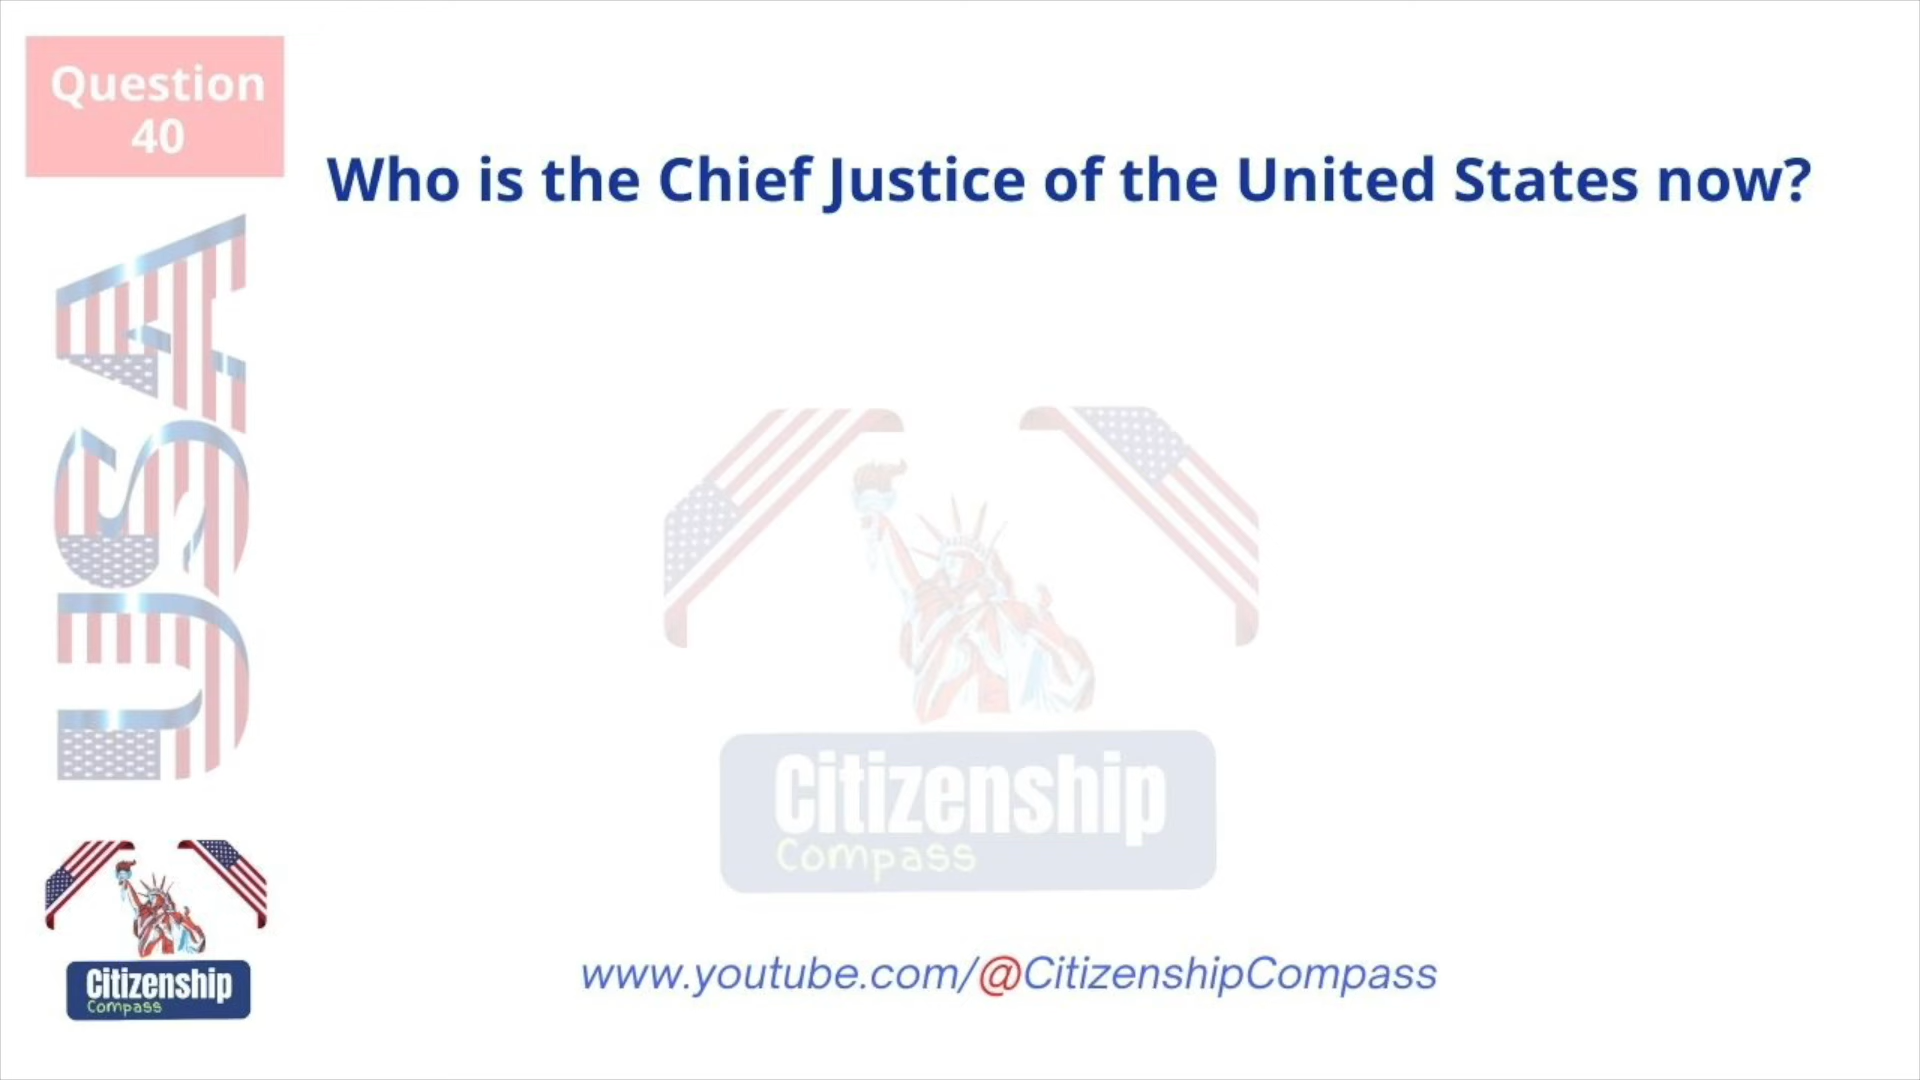 Question
40
Who is the Chief Justice of the United States now?
USA
Citizenship
Compass
Citizenship
Compass
www.youtube.com/@CitizenshipCompass